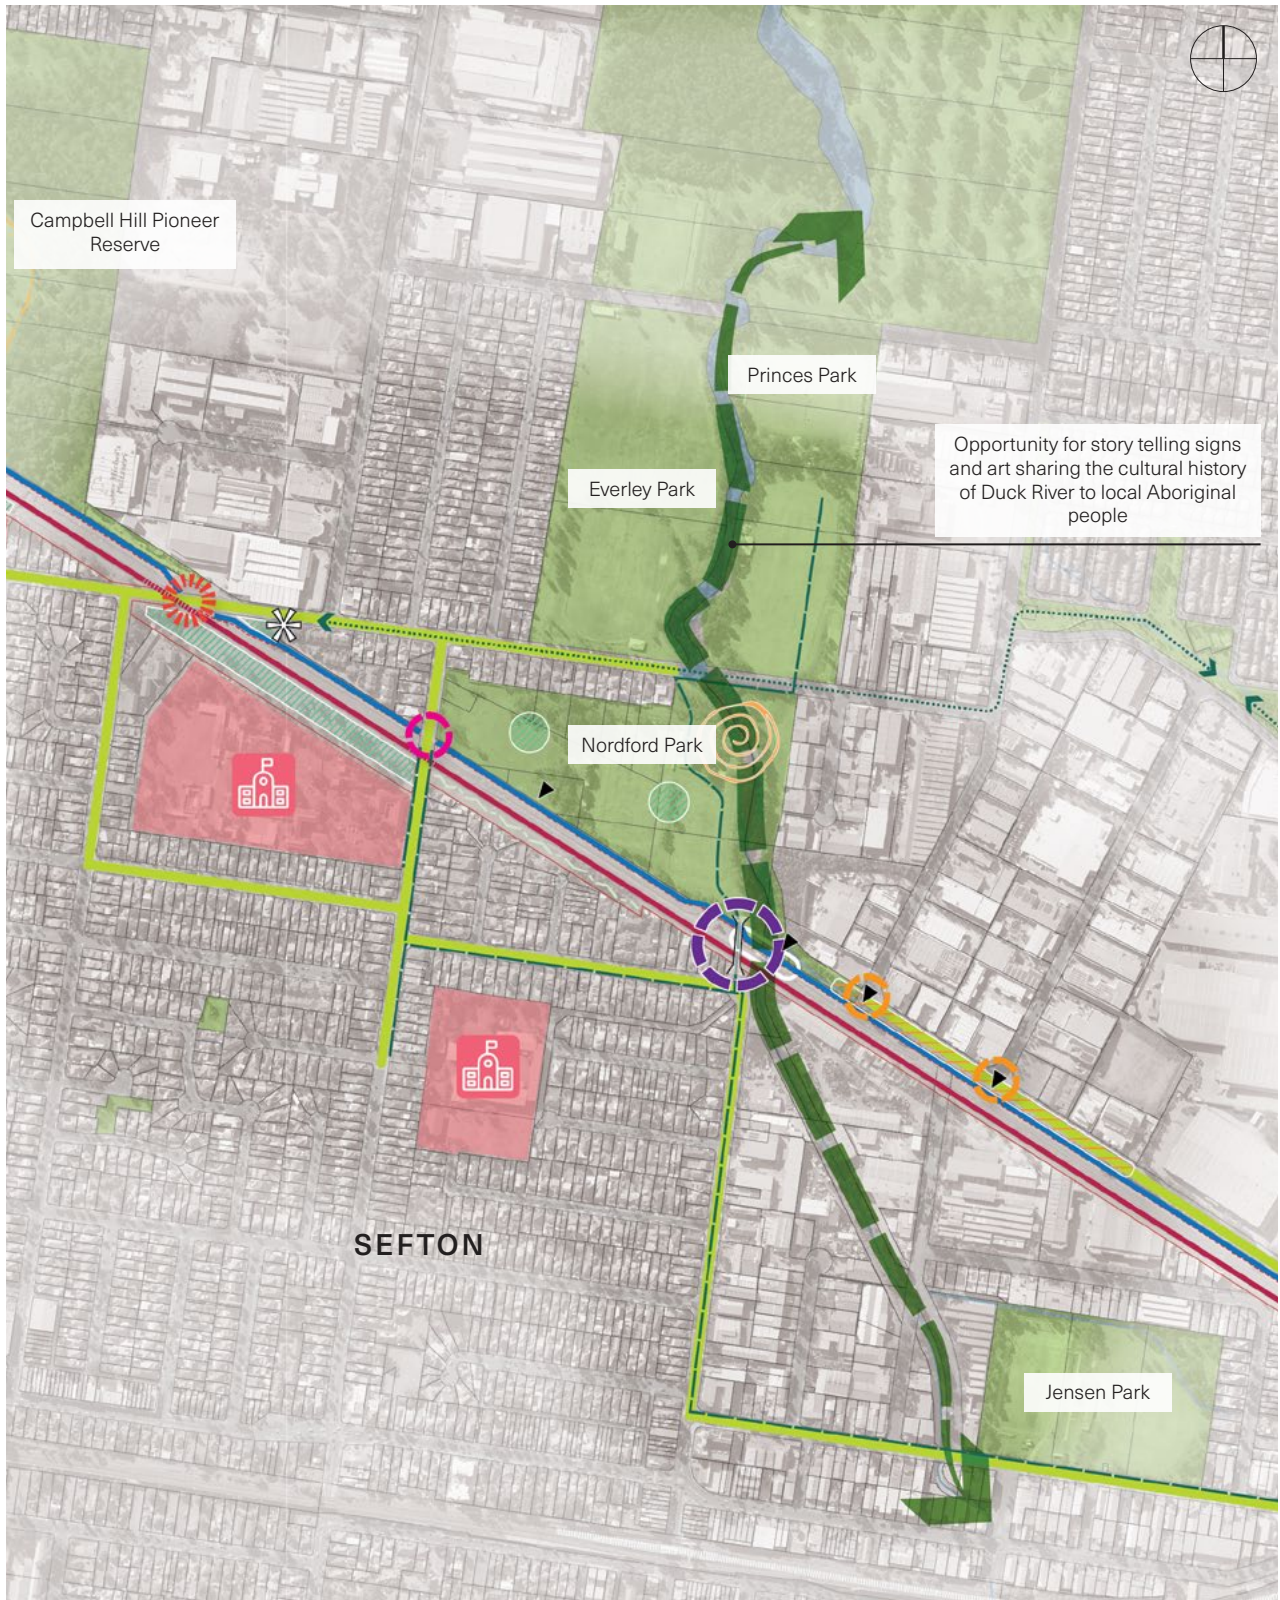 Campbell Hill Pioneer
Reserve
Princes Park
Opportunity for story telling signs
and art sharing the cultural history
of Duck River to local Aboriginal
people
Everley Park
Nordford Park
SEFTON
Jensen Park